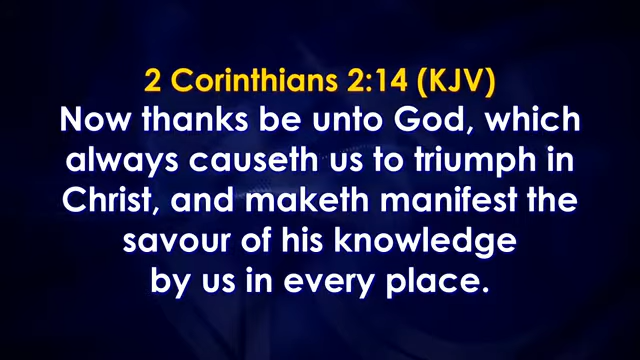 2 Corinthians 2:14 (KJV)
Now thanks be unto God, which
always causeth us to triumph in
Christ, and maketh manifest the
savour of his knowledge
by us in every place.